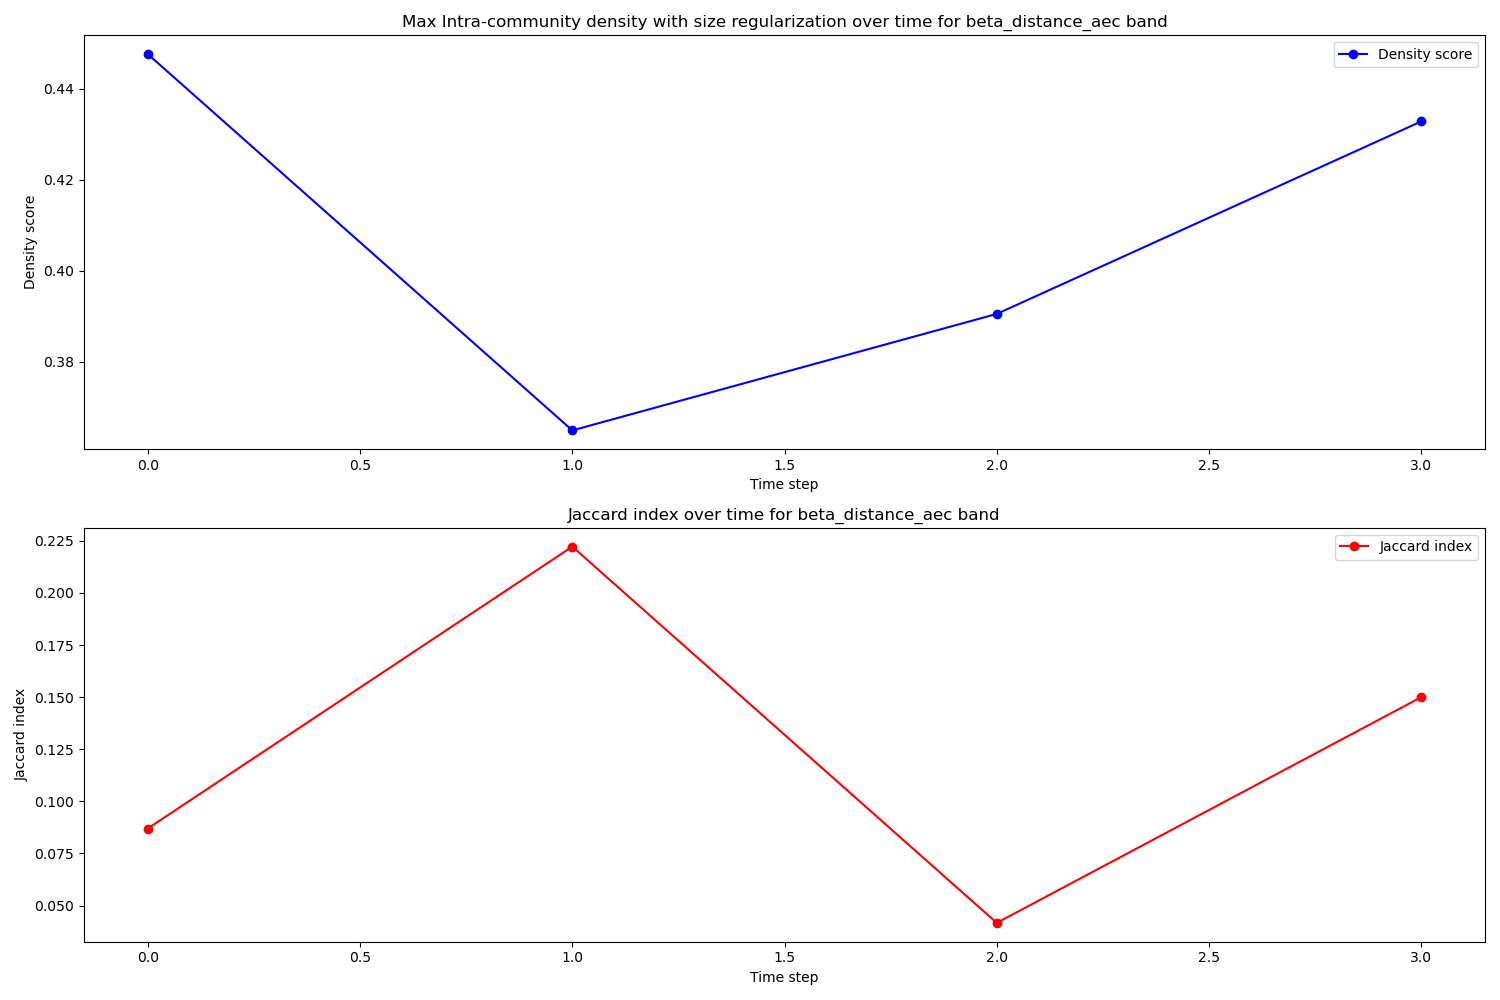 Max Intra-community density with size regularization over time for beta_distance_aec band
Density score
0.44
0.42
0.40
0.38
Density score
0.0 0.5 1.0 1.5 2.0 2.5 3.0
Time step
Jaccard index over time for beta_distance_aec band
Jaccard index
0.225
0.200
0.175
0.150
0.125
0.100
0.075
0.050
Jaccard index
0.0 0.5 1.0 1.5 2.0 2.5 3.0
Time step